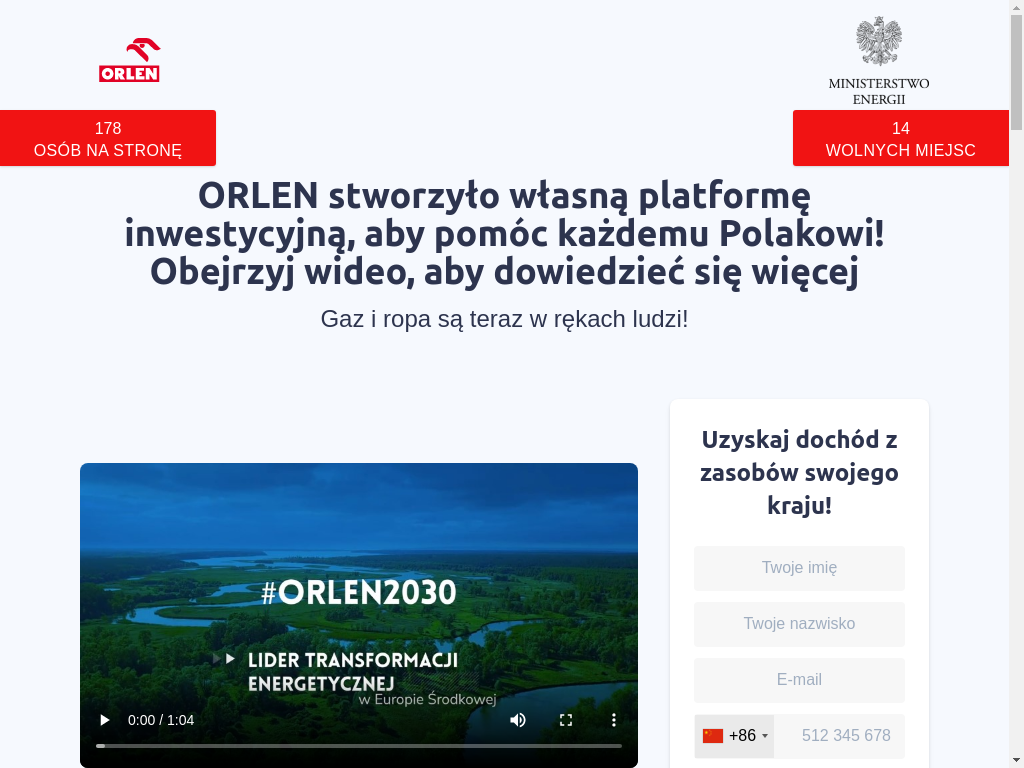 ORLEN
MINISTERSTWO
ENERGII
178
OSÓB NA STRONĘ
14
WOLNYCH MIEJSC
ORLEN stworzyło własną platformę
inwestycyjną, aby pomóc każdemu Polakowi!
Obejrzyj wideo, aby dowiedzieć się więcej
Gaz i ropa są teraz w rękach ludzi!
#ORLEN2030
LIDER TRANSFORMACJI
ENERGETYCZNEJ
w Europie Środkowej
0:00 / 1:04
Uzyskaj dochód z
zasobów swojego
kraju!
Twoje imię
Twoje nazwisko
E-mail
+86 512 345 678